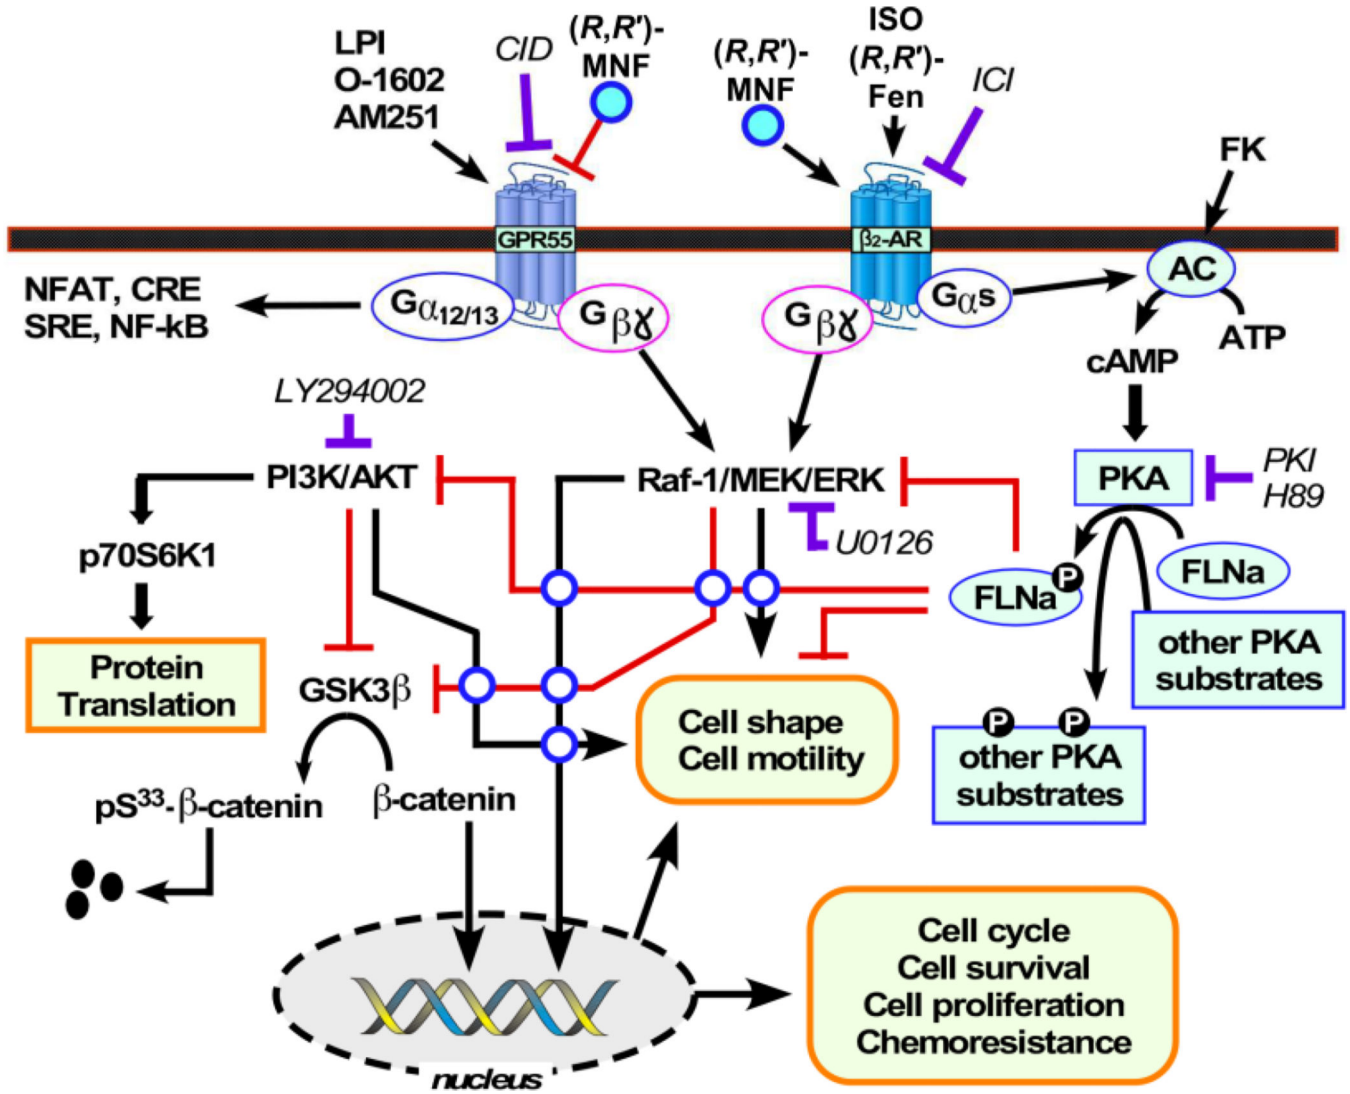 LPI
O-1602
AM251
CID
(R,R')-
MNF
(R,R')-
MNF
ISO
(R,R')-
Fen
ICI
FK
GPR55
β2-AR
AC
NFAT, CRE
SRE, NF-kB
Gα12/13
Gβγ
Gβγ
Gαs
ATP
cAMP
LY294002
PI3K/AKT
Raf-1/MEK/ERK
PKA
PKI
H89
U0126
p70S6K1
FLNa
P
FLNa
Protein
Translation
GSK3β
other PKA
substrates
Cell shape
Cell motility
P
P
other PKA
substrates
pS33-β-catenin
β-catenin
Cell cycle
Cell survival
Cell proliferation
Chemoresistance
nucleus